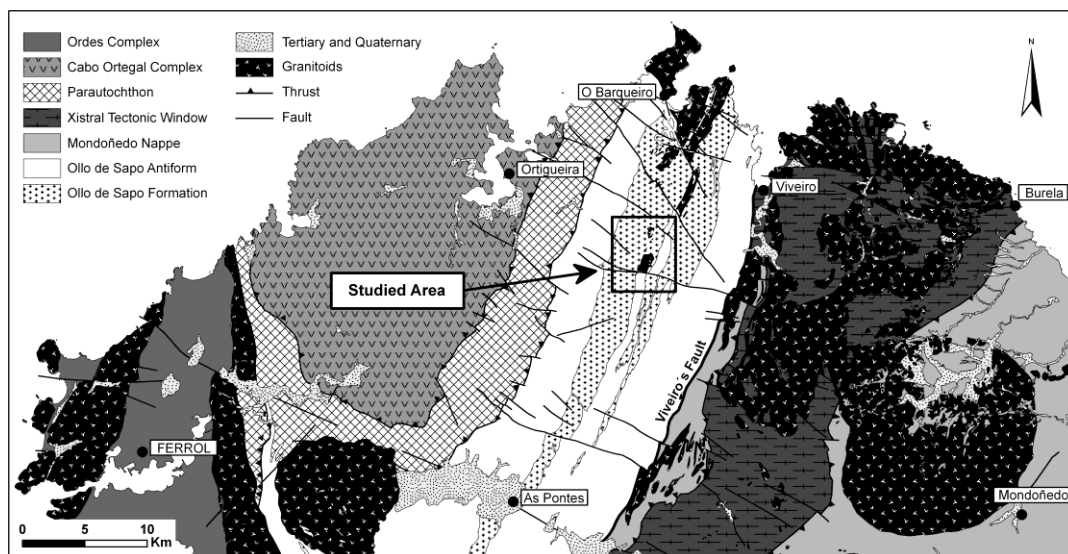 Ordes Complex
Cabo Ortegal Complex
Parautochthon
Xistral Tectonic Window
Mondoñedo Nappe
Ollo de Sapo Antiform
Ollo de Sapo Formation
Tertiary and Quaternary
Granitoids
Thrust
Fault
N
O Barqueiro
Ortigueira
Viveiro
Burela
Studied Area
Viveiro´s Fault
FERROL
As Pontes
Mondoñedo
0 5 10
Km